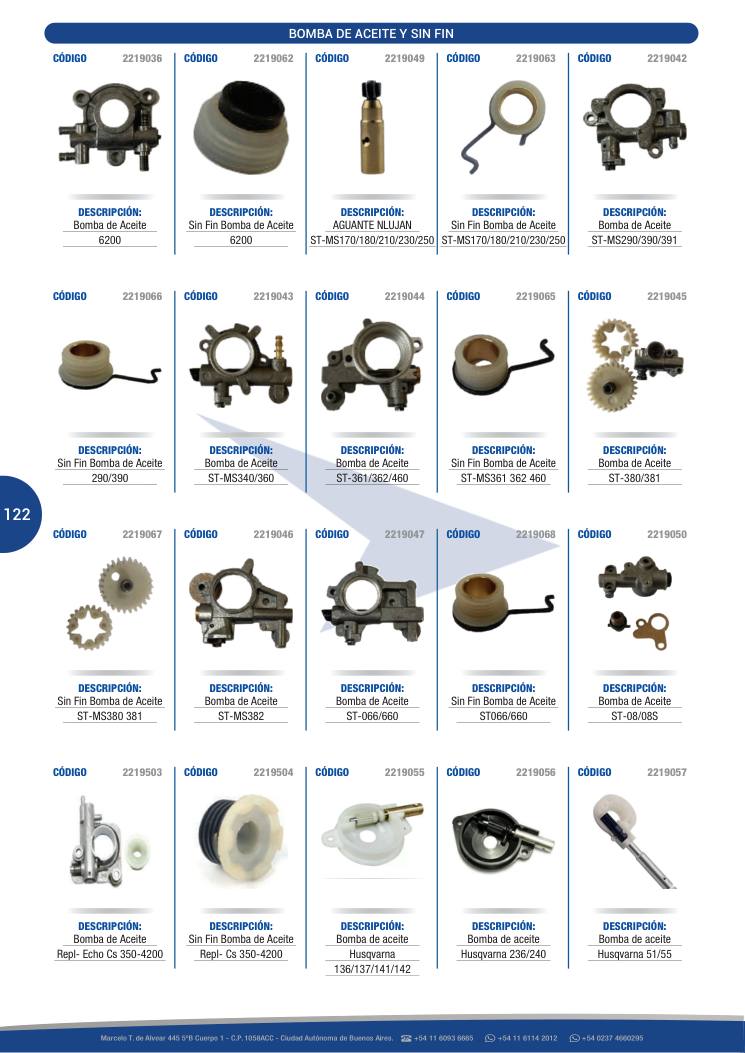 BOMBA DE ACEITE Y SIN FIN
CÓDIGO 2219036
DESCRIPCIÓN:
Bomba de Aceite
6200
CÓDIGO 2219062
DESCRIPCIÓN:
Sin Fin Bomba de Aceite
6200
CÓDIGO 2219049
DESCRIPCIÓN:
AGUANTE NLUJAN
ST-MS170/180/210/230/250
CÓDIGO 2219063
DESCRIPCIÓN:
Sin Fin Bomba de Aceite
ST-MS170/180/210/230/250
CÓDIGO 2219042
DESCRIPCIÓN:
Bomba de Aceite
ST-MS290/390/391
CÓDIGO 2219066
DESCRIPCIÓN:
Sin Fin Bomba de Aceite
290/390
CÓDIGO 2219043
DESCRIPCIÓN:
Bomba de Aceite
ST-MS340/360
CÓDIGO 2219044
DESCRIPCIÓN:
Bomba de Aceite
ST-361/362/460
CÓDIGO 2219065
DESCRIPCIÓN:
Sin Fin Bomba de Aceite
ST-MS361 362 460
CÓDIGO 2219045
DESCRIPCIÓN:
Bomba de Aceite
ST-380/381
122
CÓDIGO 2219067
DESCRIPCIÓN:
Sin Fin Bomba de Aceite
ST-MS380 381
CÓDIGO 2219046
DESCRIPCIÓN:
Bomba de Aceite
ST-MS382
CÓDIGO 2219047
DESCRIPCIÓN:
Bomba de Aceite
ST-066/660
CÓDIGO 2219068
DESCRIPCIÓN:
Sin Fin Bomba de Aceite
ST066/660
CÓDIGO 2219050
DESCRIPCIÓN:
Bomba de Aceite
ST-08/08S
CÓDIGO 2219503
DESCRIPCIÓN:
Bomba de Aceite
Repl- Echo Cs 350-4200
CÓDIGO 2219504
DESCRIPCIÓN:
Sin Fin Bomba de Aceite
Repl- Cs 350-4200
CÓDIGO 2219055
DESCRIPCIÓN:
Bomba de aceite
Husqvarna
136/137/141/142
CÓDIGO 2219056
DESCRIPCIÓN:
Bomba de aceite
Husqvarna 236/240
CÓDIGO 2219057
DESCRIPCIÓN:
Bomba de aceite
Husqvarna 51/55
Marcelo T. de Alvear 445 5ºB Cuerpo 1 - C.P. 1058ACC - Ciudad Autónoma de Buenos Aires. +54 11 6093 6665 +54 11 6114 2012 +54 0237 4660295